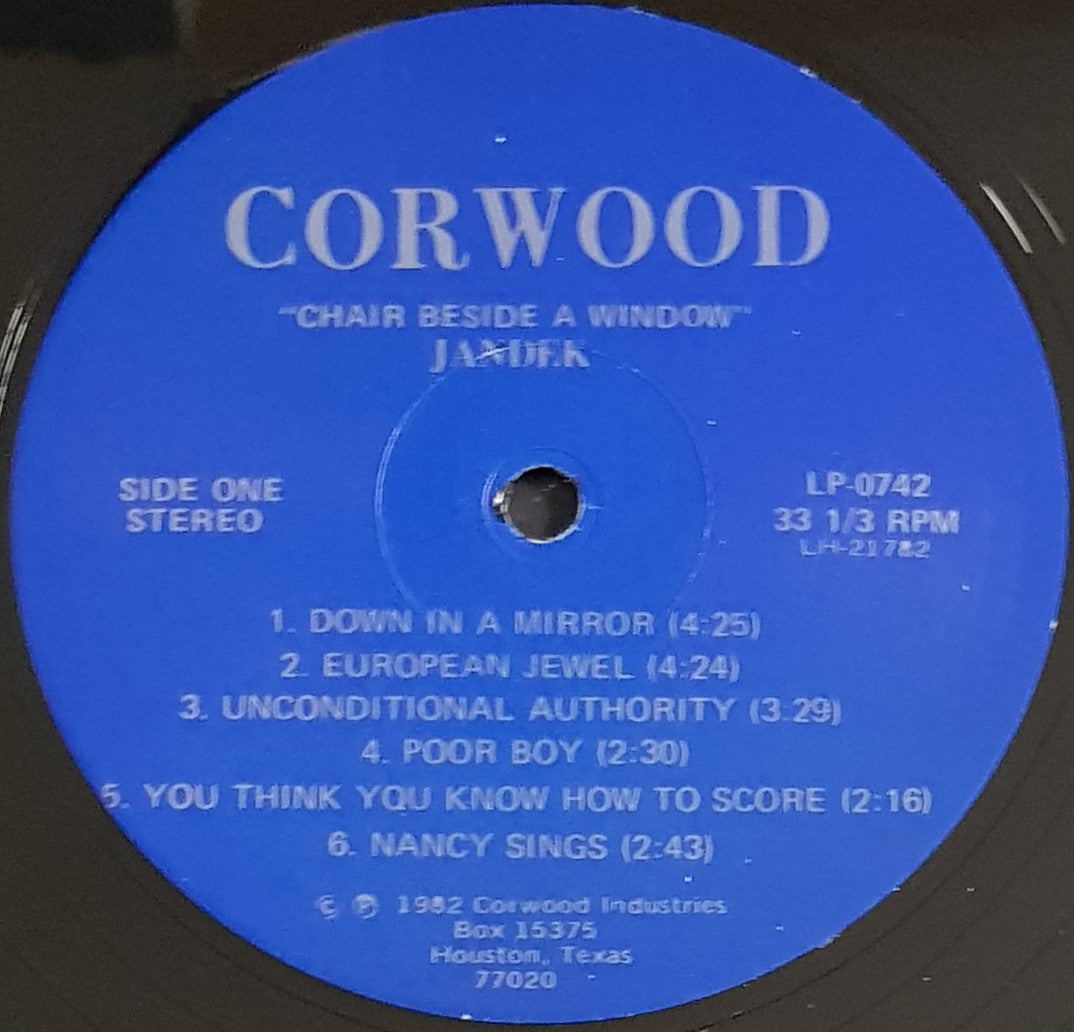 CORWOOD
"CHAIR BESIDE A WINDOW"
JANDEK
SIDE ONE
STEREO
LP-0742
33 1/3 RPM
LH-21782
1. DOWN IN A MIRROR (4:25)
2. EUROPEAN JEWEL (4:24)
3. UNCONDITIONAL AUTHORITY (3:29)
4. POOR BOY (2:30)
5. YOU THINK YOU KNOW HOW TO SCORE (2:16)
6. NANCY SINGS (2:43)
© ℗ 1982 Corwood Industries
Box 15375
Houston, Texas
77020